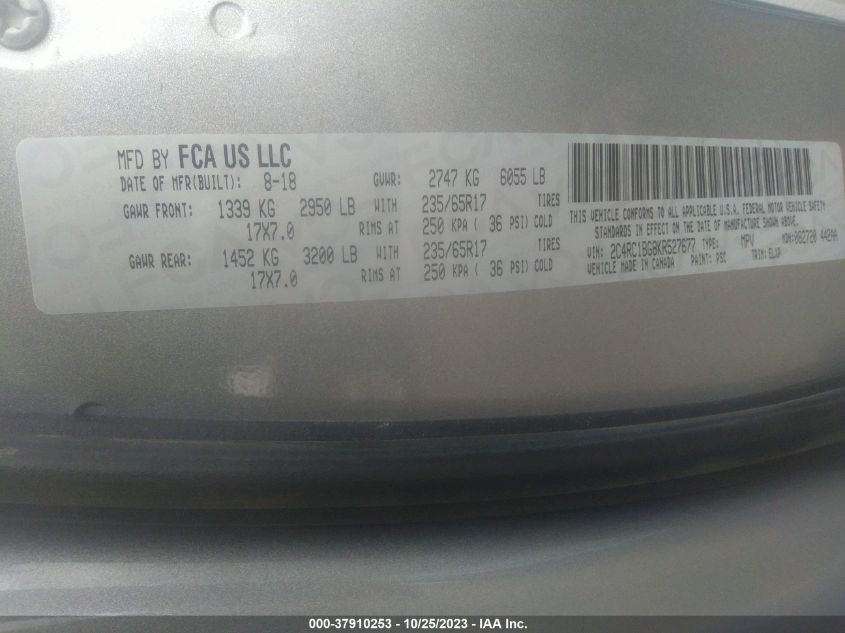 MFD BY FCA US LLC
DATE OF MFR(BUILT): 8-18 GVWR: 2747 KG 6055 LB
GAWR FRONT: 1339 KG 2950 LB WITH 235/65R17 TIRES
17X7.0 RIMS AT 250 KPA ( 36 PSI) COLD
GAWR REAR: 1452 KG 3200 LB WITH 235/65R17 TIRES
17X7.0 RIMS AT 250 KPA ( 36 PSI) COLD
THIS VEHICLE CONFORMS TO ALL APPLICABLE U.S.A. FEDERAL MOTOR VEHICLE SAFETY
STANDARDS IN EFFECT ON THE DATE OF MANUFACTURE SHOWN ABOVE.
VIN: 2C4RC1BG8KR527677 TYPE: MPV MDH: 082720 442AA
VEHICLE MADE IN CANADA PAINT: PSC TRIM:
000-37910253 - 10/25/2023 - IAA Inc.